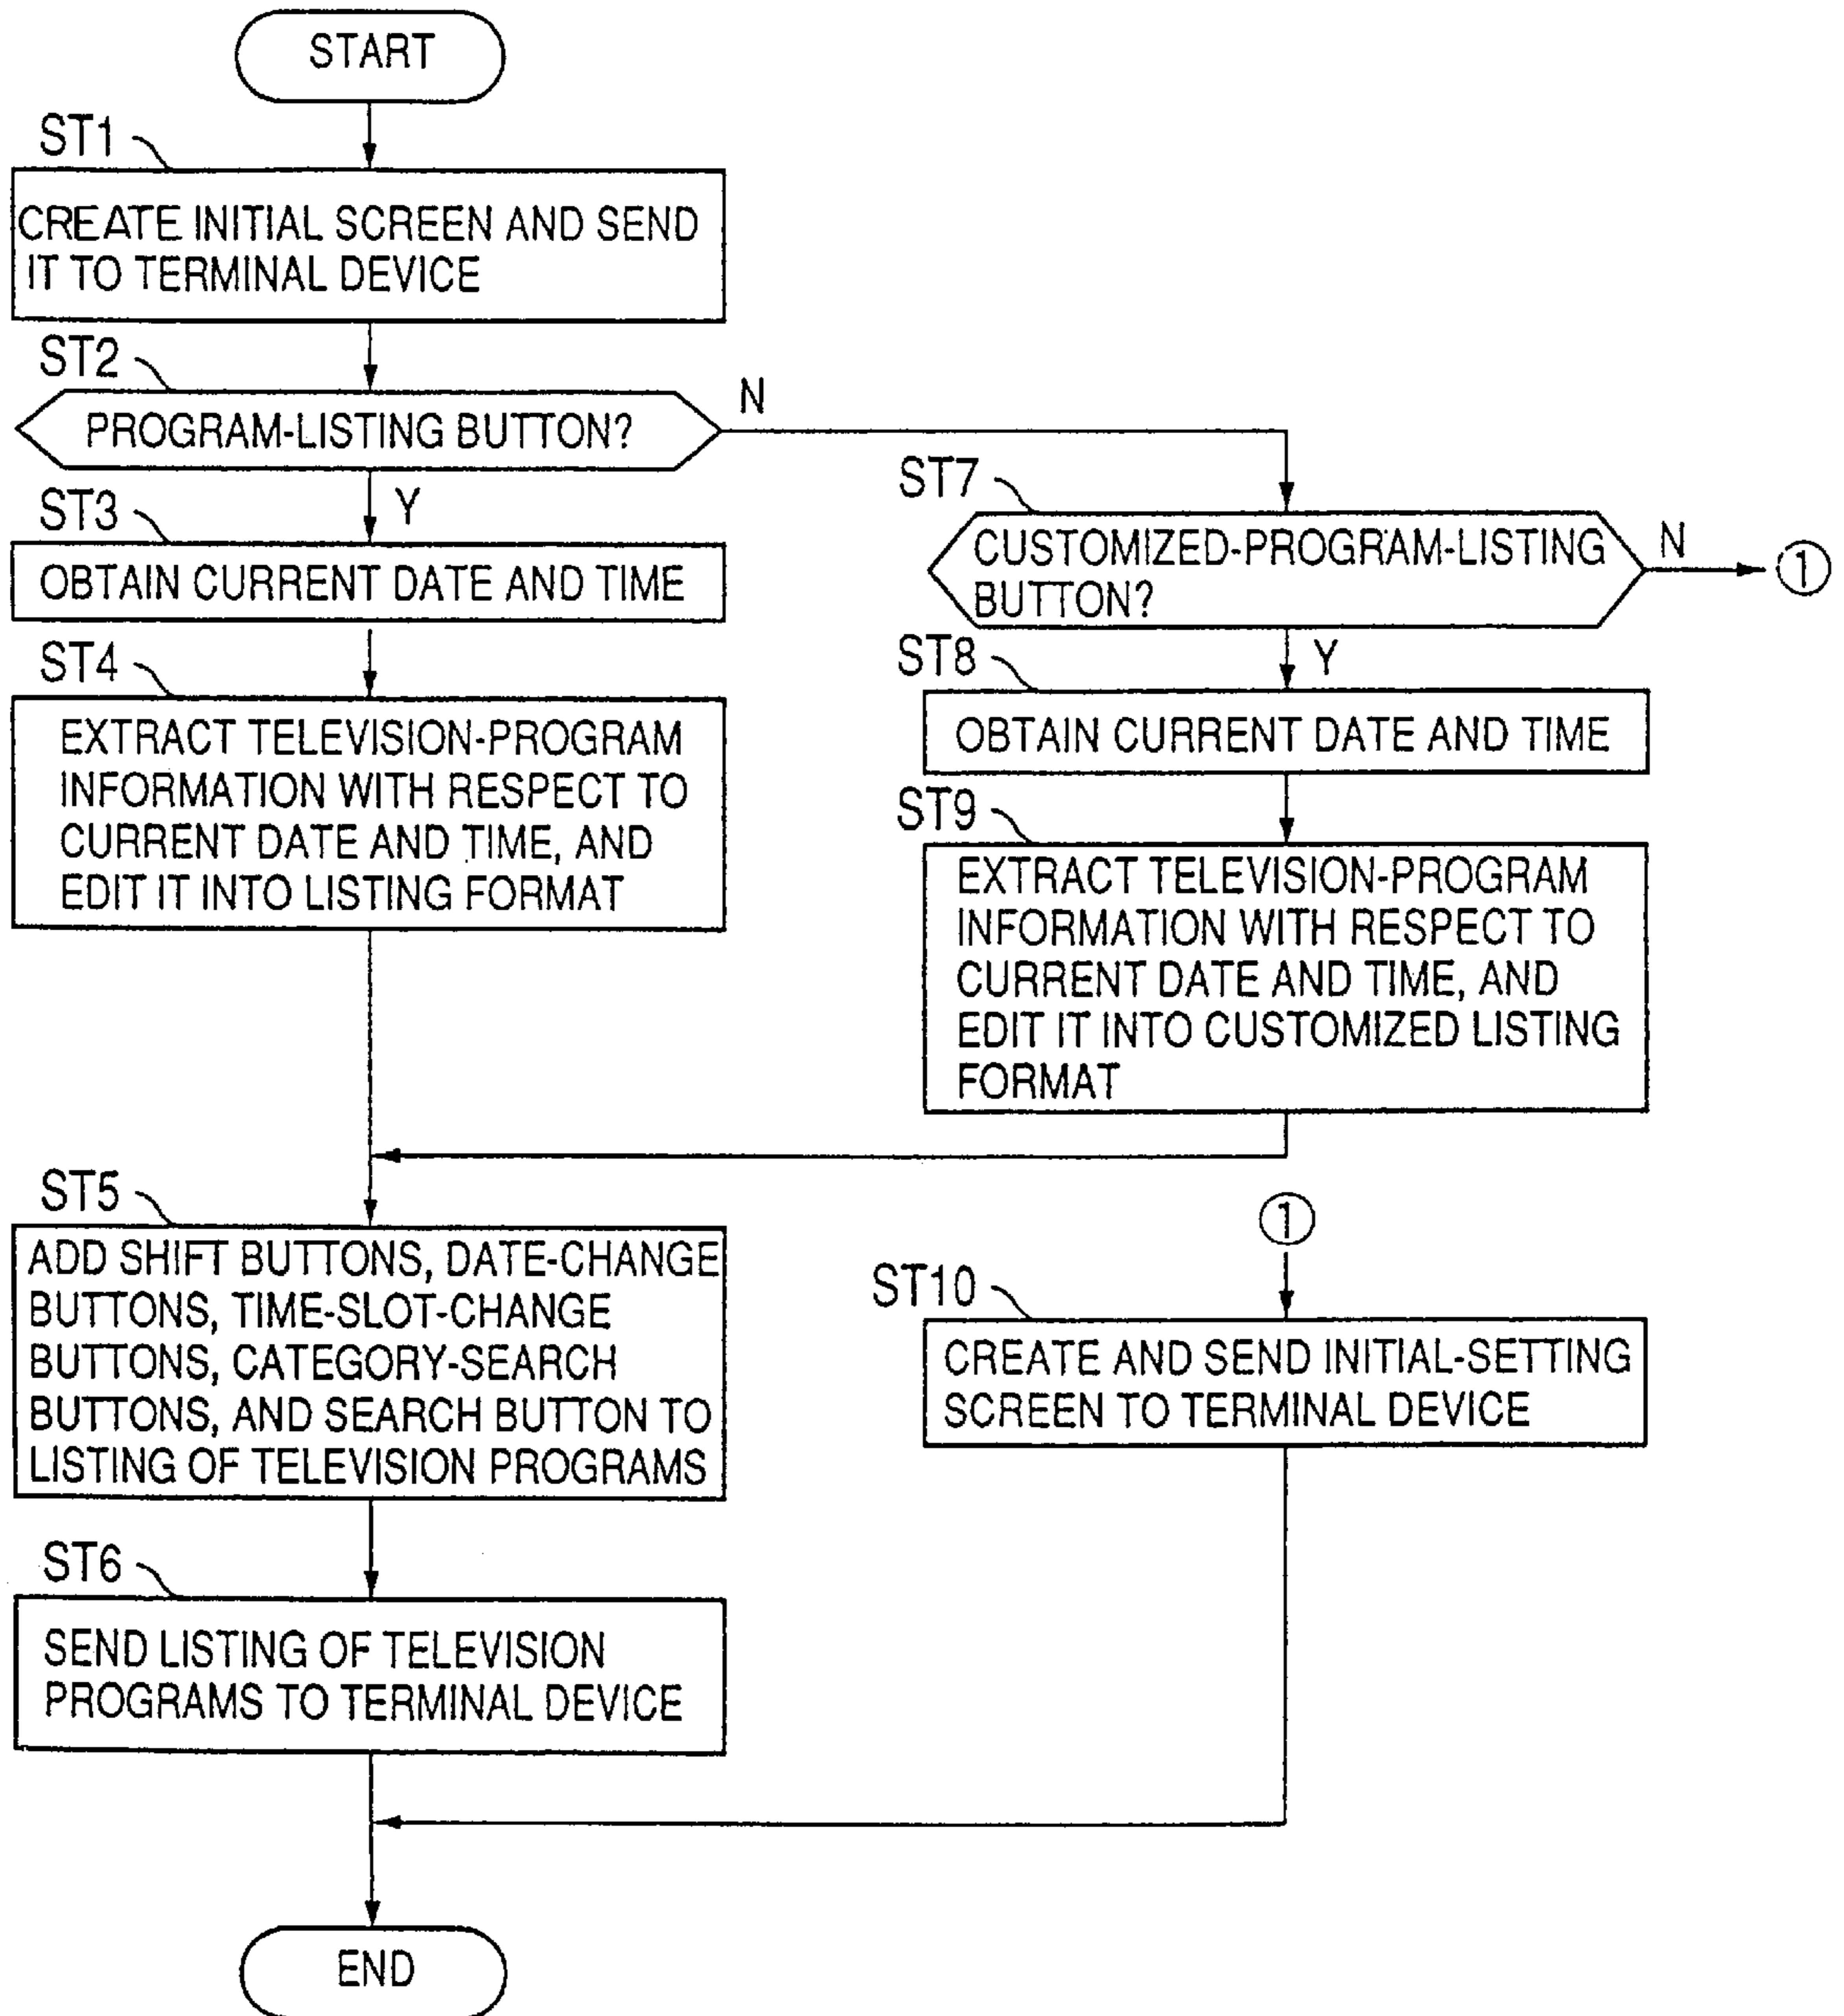 START
ST1
CREATE INITIAL SCREEN AND SEND
IT TO TERMINAL DEVICE
ST2
PROGRAM-LISTING BUTTON?
N
Y
ST3
OBTAIN CURRENT DATE AND TIME
ST4
EXTRACT TELEVISION-PROGRAM
INFORMATION WITH RESPECT TO
CURRENT DATE AND TIME, AND
EDIT IT INTO LISTING FORMAT
ST7
CUSTOMIZED-PROGRAM-LISTING
BUTTON?
N
①
Y
ST8
OBTAIN CURRENT DATE AND TIME
ST9
EXTRACT TELEVISION-PROGRAM
INFORMATION WITH RESPECT TO
CURRENT DATE AND TIME, AND
EDIT IT INTO CUSTOMIZED LISTING
FORMAT
ST5
ADD SHIFT BUTTONS, DATE-CHANGE
BUTTONS, TIME-SLOT-CHANGE
BUTTONS, CATEGORY-SEARCH
BUTTONS, AND SEARCH BUTTON TO
LISTING OF TELEVISION PROGRAMS
①
ST10
CREATE AND SEND INITIAL-SETTING
SCREEN TO TERMINAL DEVICE
ST6
SEND LISTING OF TELEVISION
PROGRAMS TO TERMINAL DEVICE
END